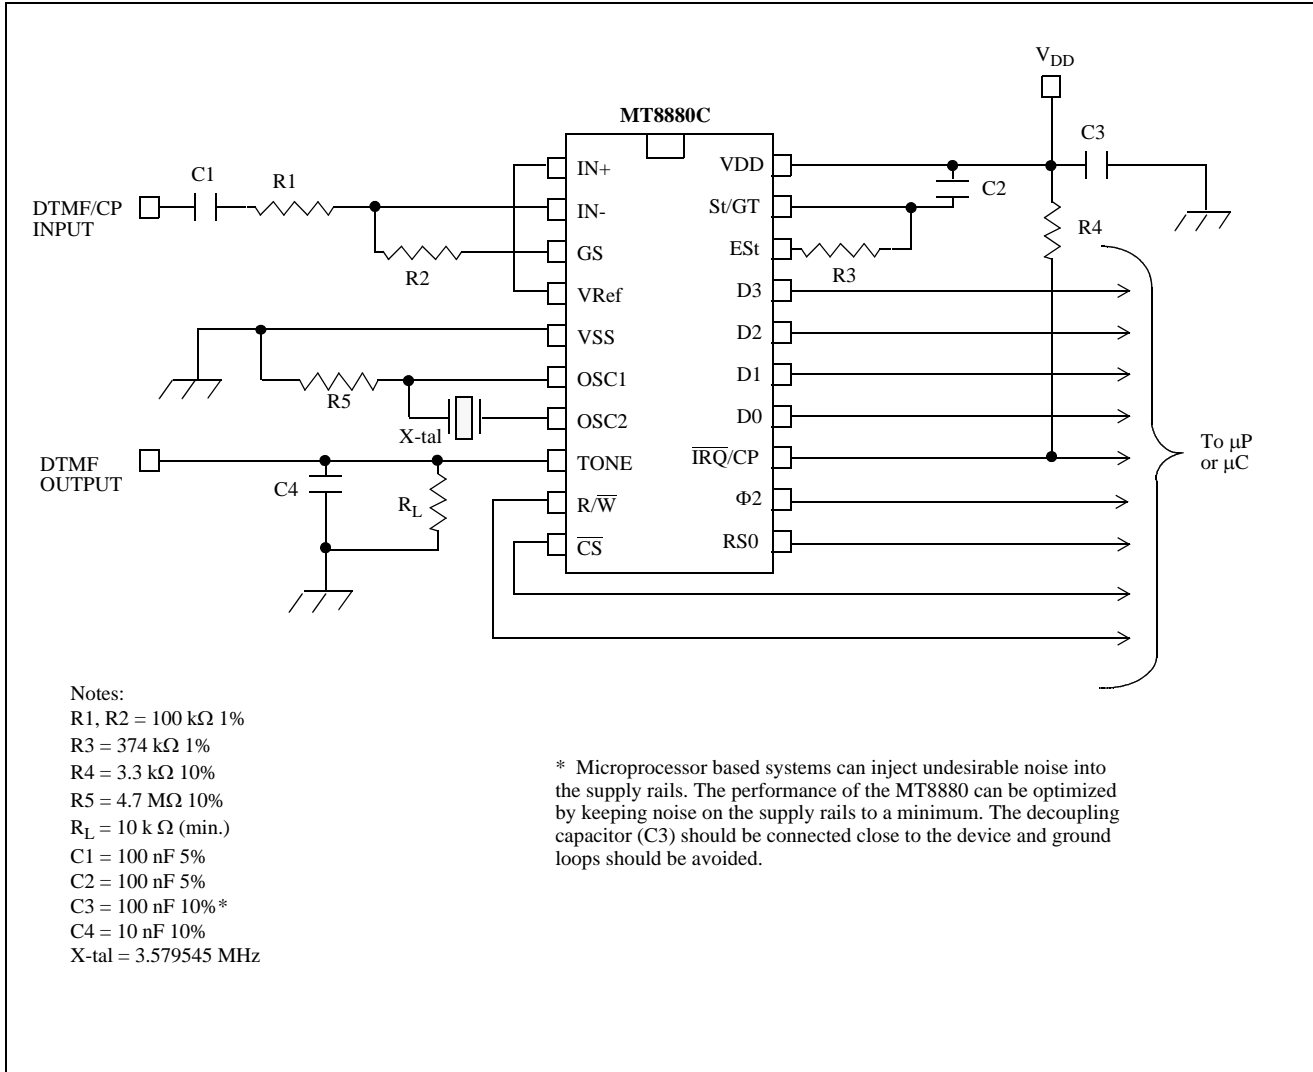 V_DD
MT8880C
C3
C1
R1
DTMF/CP
INPUT
IN+
VDD
C2
IN-
St/GT
R4
R2
GS
ESt
R3
VRef
D3
VSS
D2
R5
OSC1
D1
X-tal
OSC2
D0
DTMF
OUTPUT
TONE
I̅R̅Q̅/CP
To μP
or μC
C4
R_L
R/W̅
Φ2
C̅S̅
RS0
Notes:
R1, R2 = 100 kΩ 1%
R3 = 374 kΩ 1%
R4 = 3.3 kΩ 10%
R5 = 4.7 MΩ 10%
R_L = 10 k Ω (min.)
C1 = 100 nF 5%
C2 = 100 nF 5%
C3 = 100 nF 10%*
C4 = 10 nF 10%
X-tal = 3.579545 MHz
* Microprocessor based systems can inject undesirable noise into
the supply rails. The performance of the MT8880 can be optimized
by keeping noise on the supply rails to a minimum. The decoupling
capacitor (C3) should be connected close to the device and ground
loops should be avoided.